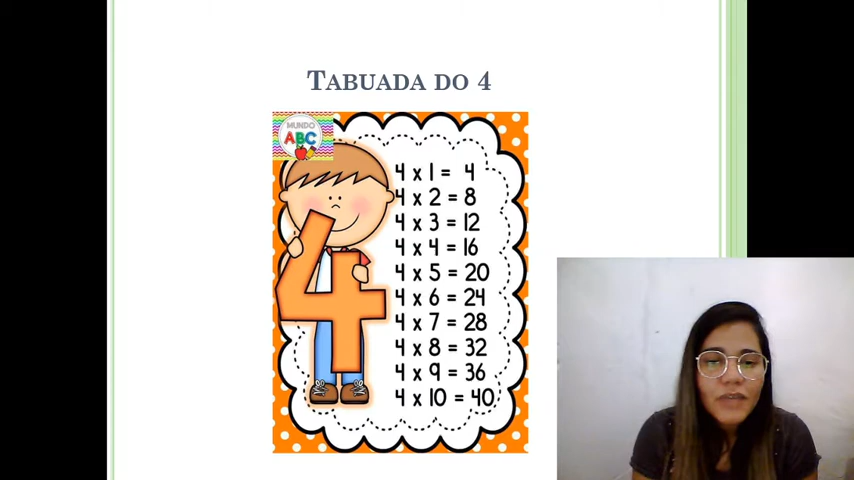 Tabuada do 4
MUNDO
ABC
4 x 1 = 4
4 x 2 = 8
4 x 3 = 12
4 x 4 = 16
4 x 5 = 20
4 x 6 = 24
4 x 7 = 28
4 x 8 = 32
4 x 9 = 36
4 x 10 = 40
4